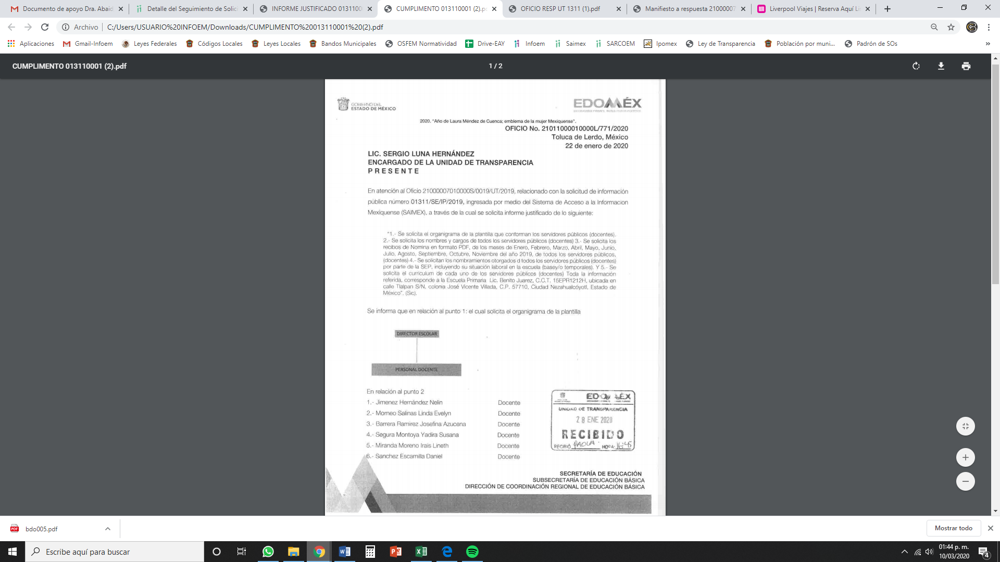 Documento de apoyo Dra. Abaid
Detalle del Seguimiento de Solici
INFORME JUSTIFICADO 0131100
CUMPLIMENTO 013110001 (2).p
OFICIO RESP UT 1311 (1).pdf
Manifiesto a respuesta 21000007
Liverpool Viajes | Reserva Aquí Li
Archivo
C:/Users/USUARIO%20INFOEM/Downloads/CUMPLIMENTO%20013110001%20(2).pdf
Aplicaciones
Gmail-Infoem
Leyes Federales
Códigos Locales
Leyes Locales
Bandos Municipales
OSFEM Normatividad
Drive-EAY
Infoem
Saimex
SARCOEM
Ipomex
Ley de Transparencia
Población por muni...
Padrón de SOs
»
CUMPLIMENTO 013110001 (2).pdf
1 / 2
GOBIERNO DEL
ESTADO DE MÉXICO
EDOMÉX
2020. “Año de Laura Méndez de Cuenca; emblema de la mujer Mexiquense”.
OFICIO No. 21011000010000L/771/2020
Toluca de Lerdo, México
22 de enero de 2020
LIC. SERGIO LUNA HERNÁNDEZ
ENCARGADO DE LA UNIDAD DE TRANSPARENCIA
P R E S E N T E
En atención al Oficio 21000007010000S/0019/UT/2019, relacionado con la solicitud de información
pública número 01311/SE/IP/2019, ingresada por medio del Sistema de Acceso a la Informacion
Mexiquense (SAIMEX), a través de la cual se solicita informe justificado de lo siguiente:
“1.- Se solicita el organigrama de la plantilla que conforman los servidores públicos (docentes).
2.- Se solicita los nombres y cargos de todos los servidores públicos (docentes) 3.- Se solicita los
recibos de Nomina en formato PDF, de los meses de Enero, Febrero, Marzo, Abril, Mayo, Junio,
Julio, Agosto, Septiembre, Octubre, Noviembre del año 2019, de todos los servidores públicos,
(docentes) 4.- Se solicitan los nombramientos otorgados d todos los servidores públicos (docentes)
por parte de la SEP, incluyendo su situación laboral en la escuela (basey/o temporales). Y 5.- Se
solicita el curriculum de cada uno de los servidores públicos (docentes) Toda la información
referida, corresponde a la Escuela Primaria Lic. Benito Juarez, C.C.T. 15EPR1212H, ubicada en
calle Tlalpan S/N, colonia José Vicente Villada, C.P. 57710, Ciudad Nezahualcóyotl, Estado de
México”. (Sic).
Se informa que en relación al punto 1: el cual solicita el organigrama de la plantilla
DIRECTOR ESCOLAR
PERSONAL DOCENTE
En relación al punto 2
1.- Jimenez Hernández Nelin Docente
2.- Morneo Salinas Linda Evelyn Docente
3.- Barrera Ramirez Josefina Azucena Docente
4.- Segura Montoya Yadira Susana Docente
5.- Miranda Moreno Irais Lineth Docente
6.- Sanchez Escamilla Daniel Docente
EDOMÉX
UNIDAD DE TRANSPARENCIA
28 ENE 2020
RECIBIDO
RECIBIÓ PAOLA HORA 16:45
SECRETARÍA DE EDUCACIÓN
SUBSECRETARÍA DE EDUCACIÓN BÁSICA
DIRECCIÓN DE COORDINACIÓN REGIONAL DE EDUCACIÓN BÁSICA
bdo005.pdf
Mostrar todo
Escribe aquí para buscar
01:44 p. m.
10/03/2020
4